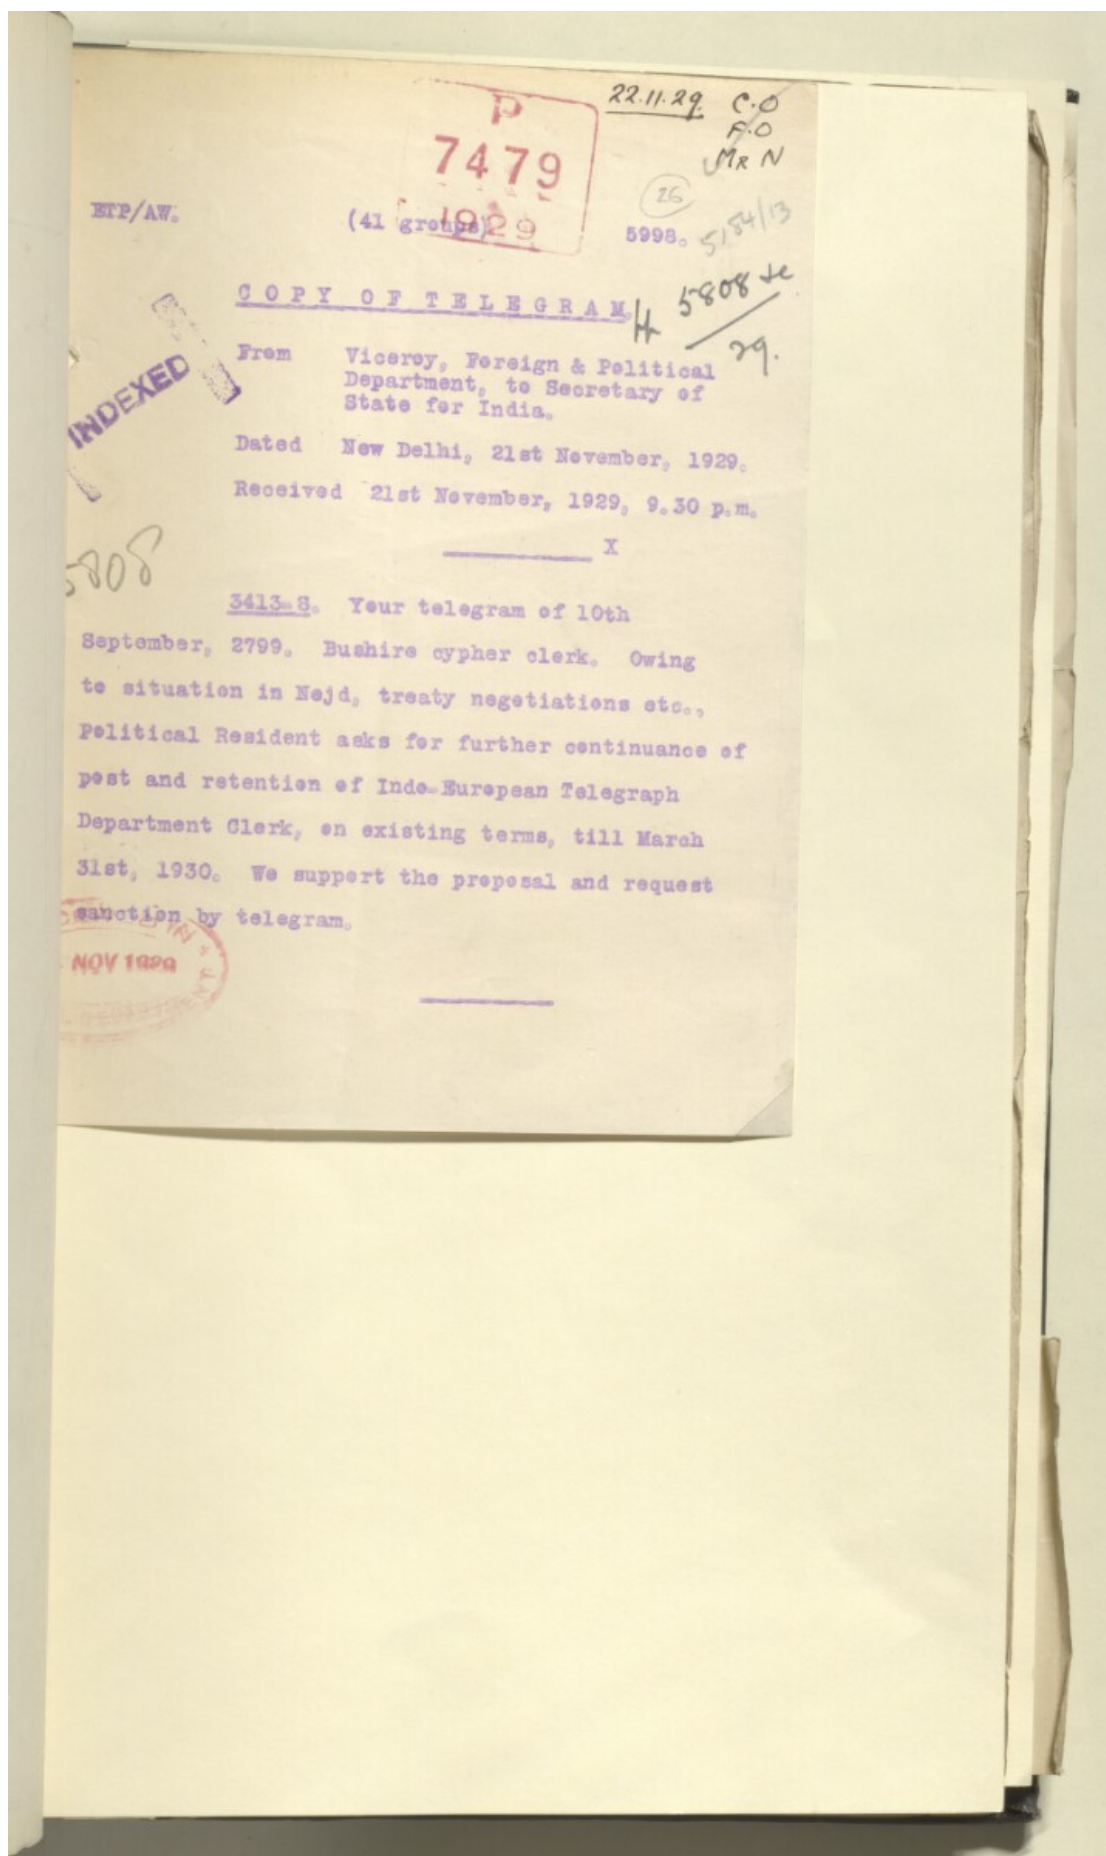 22.11.29. C.O
F.O
Mr N
P
7479
1929
26
ETP/AW.
(41 groups)
5998.
5808
29.
COPY OF TELEGRAM
INDEXED
From Viceroy, Foreign & Political
Department, to Secretary of
State for India.
Dated New Delhi, 21st November, 1929.
Received 21st November, 1929, 9.30 p.m.
X
5808
3413-S. Your telegram of 10th
September, 2799. Bushire cypher clerk. Owing
to situation in Nejd, treaty negotiations etc.,
Political Resident asks for further continuance of
post and retention of Indo-European Telegraph
Department Clerk, on existing terms, till March
31st, 1930. We support the proposal and request
sanction by telegram.
NOV 1929